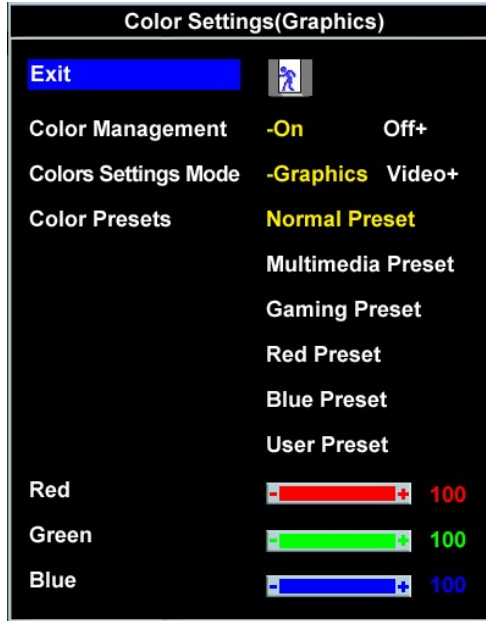 Color Settings(Graphics)
Exit
Color Management -On Off+
Colors Settings Mode -Graphics Video+
Color Presets Normal Preset
Multimedia Preset
Gaming Preset
Red Preset
Blue Preset
User Preset
Red - + 100
Green - + 100
Blue - + 100